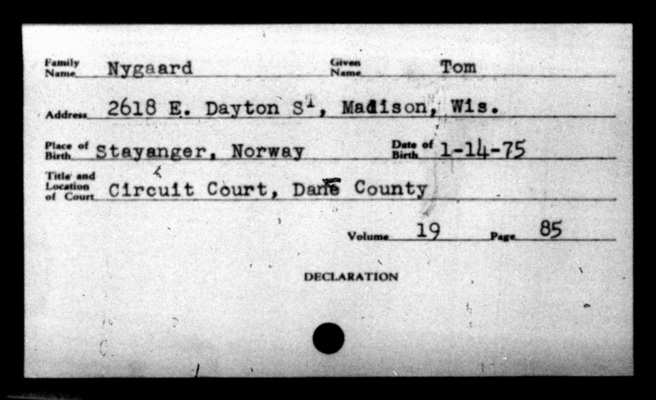 Family Name Nygaard Given Name Tom
Address 2618 E. Dayton St, Madison, Wis.
Place of Birth Stayanger, Norway Date of Birth 1-14-75
Title and Location of Court Circuit Court, Dane County
Volume 19 Page 85
DECLARATION